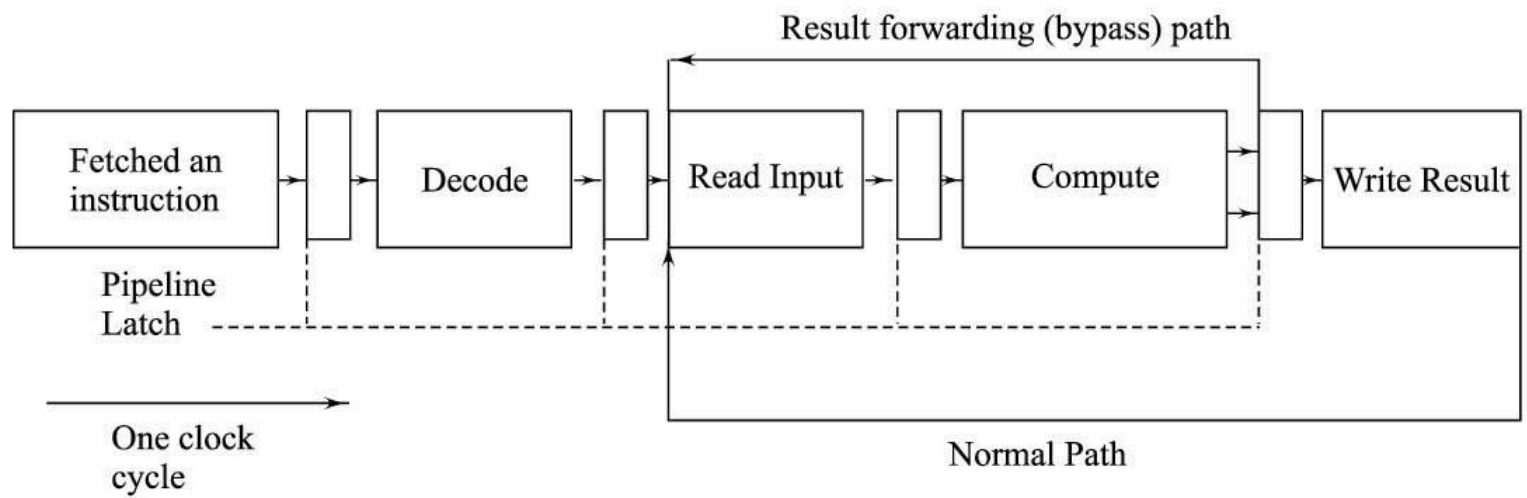 Result forwarding (bypass) path
Fetched an
instruction
Decode
Read Input
Compute
Write Result
Pipeline
Latch
One clock
cycle
Normal Path